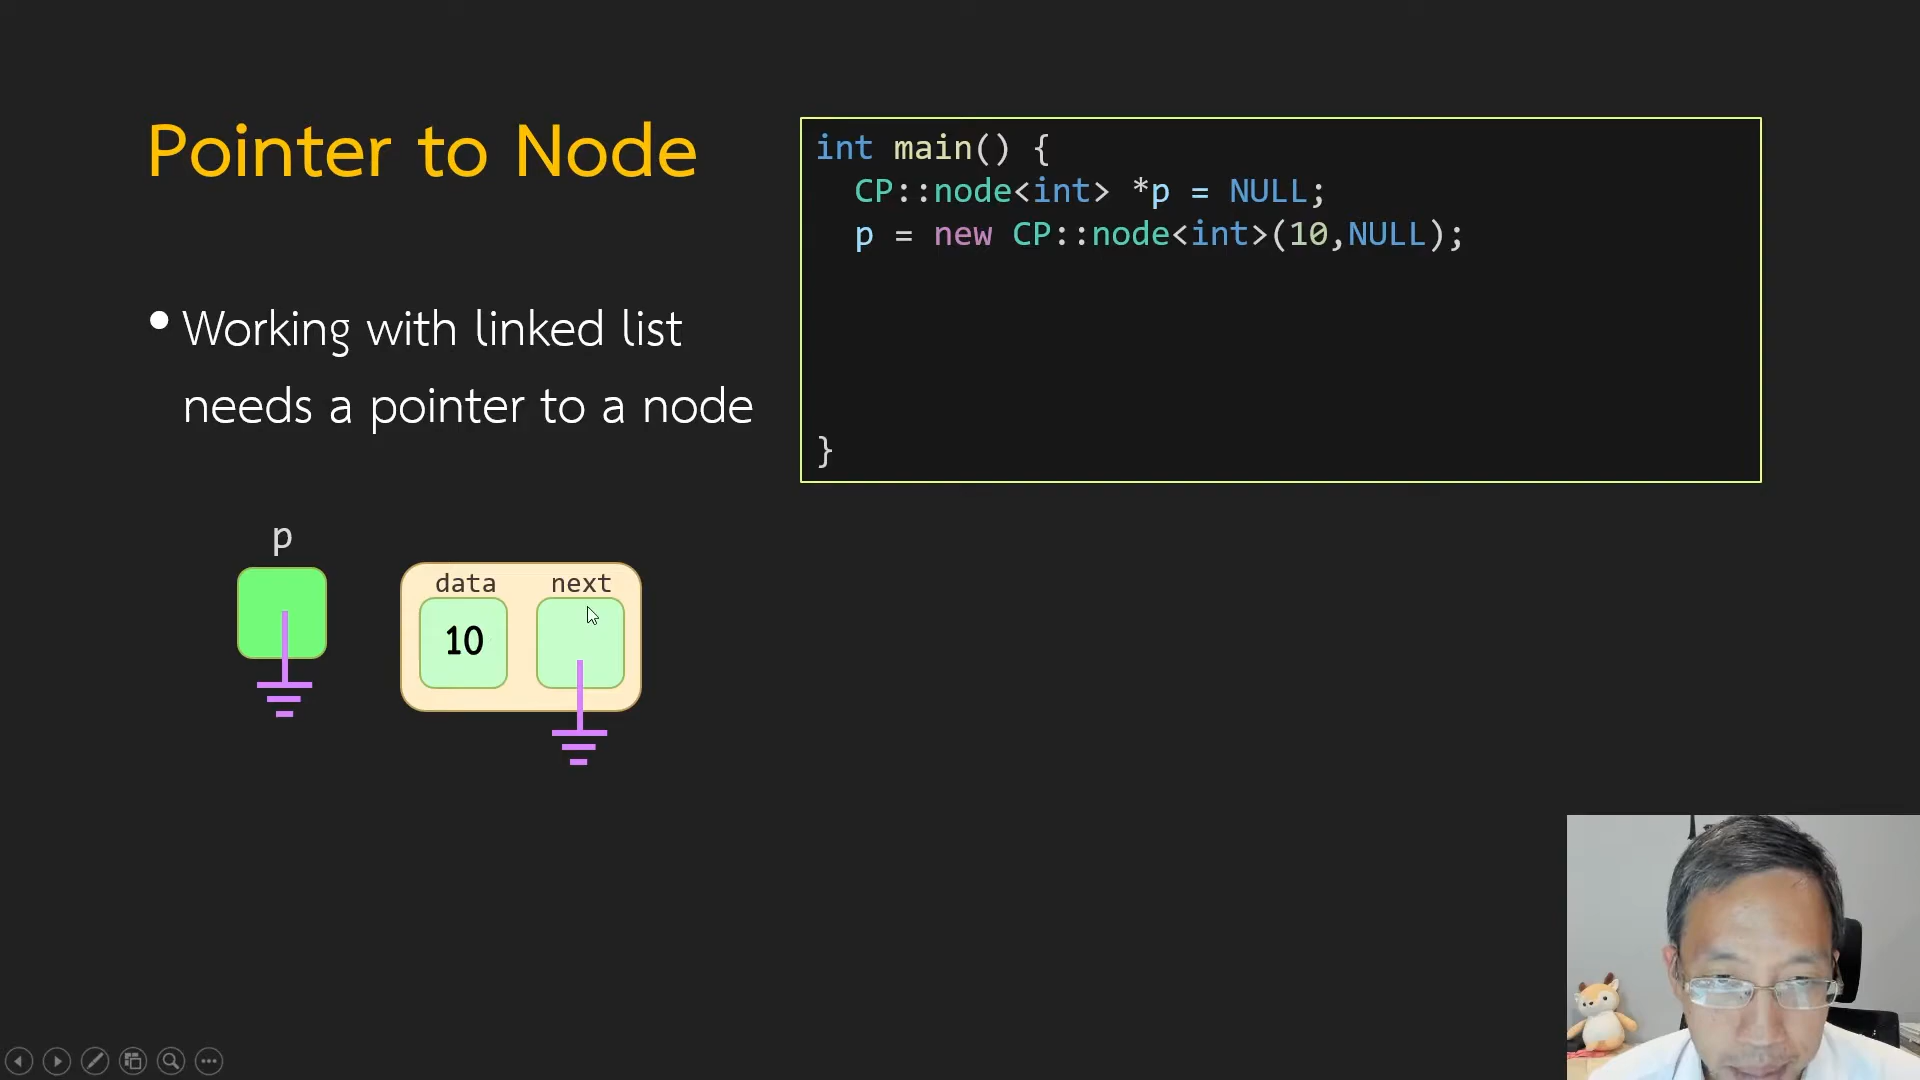 Pointer to Node
• Working with linked list
needs a pointer to a node
int main() {
  CP::node<int> *p = NULL;
  p = new CP::node<int>(10,NULL);
}
p
data next
10